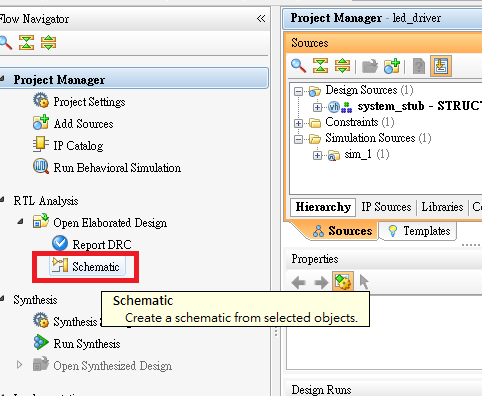 Flow Navigator
Project Manager
Project Settings
Add Sources
IP Catalog
Run Behavioral Simulation
RTL Analysis
Open Elaborated Design
Report DRC
Schematic
Schematic
Create a schematic from selected objects.
Synthesis
Synthesis
Run Synthesis
Open Synthesized Design
Project Manager - led_driver
Sources
Design Sources (1)
system_stub - STRUCT
Constraints (1)
Simulation Sources (1)
sim_1 (1)
Hierarchy IP Sources Libraries
Sources Templates
Properties
Design Runs